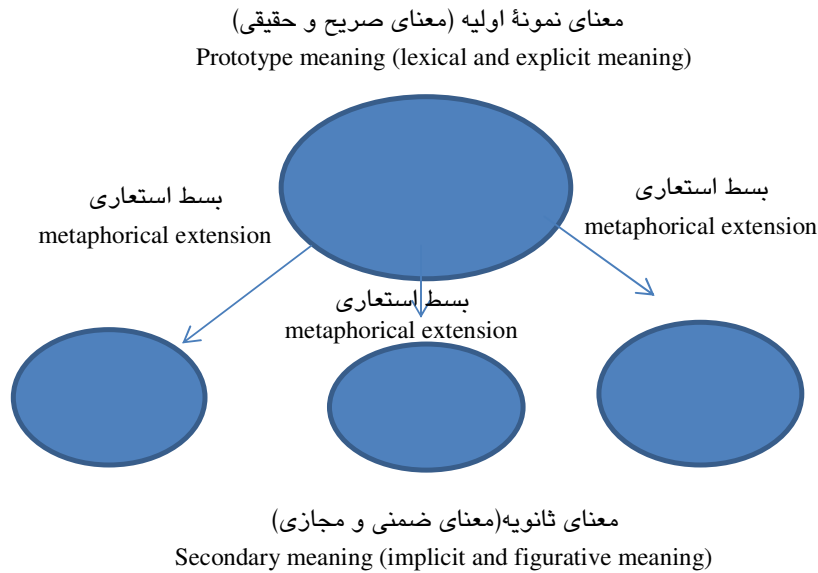 معنای نمونۀ اولیه (معنای صریح و حقیقی)
Prototype meaning (lexical and explicit meaning)
بسط استعاری
metaphorical extension
بسط استعاری
metaphorical extension
بسط استعاری
metaphorical extension
معنای ثانویه(معنای ضمنی و مجازی)
Secondary meaning (implicit and figurative meaning)